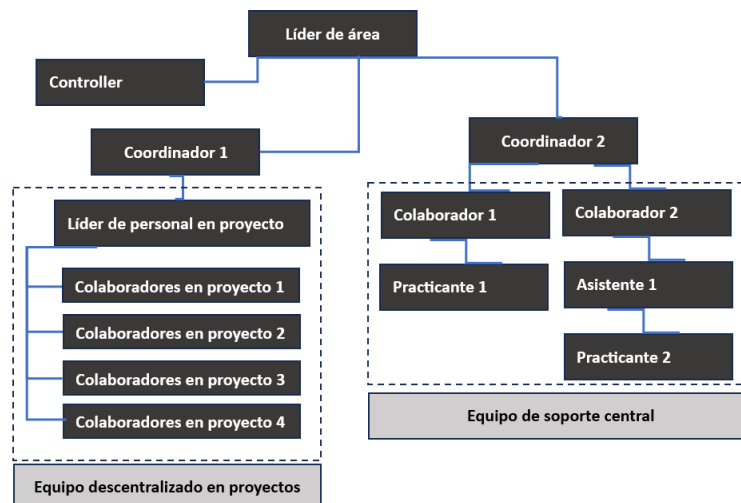 Líder de área
Controller
Coordinador 1
Coordinador 2
Líder de personal en proyecto
Colaboradores en proyecto 1
Colaboradores en proyecto 2
Colaboradores en proyecto 3
Colaboradores en proyecto 4
Equipo descentralizado en proyectos
Colaborador 1
Practicante 1
Colaborador 2
Asistente 1
Practicante 2
Equipo de soporte central